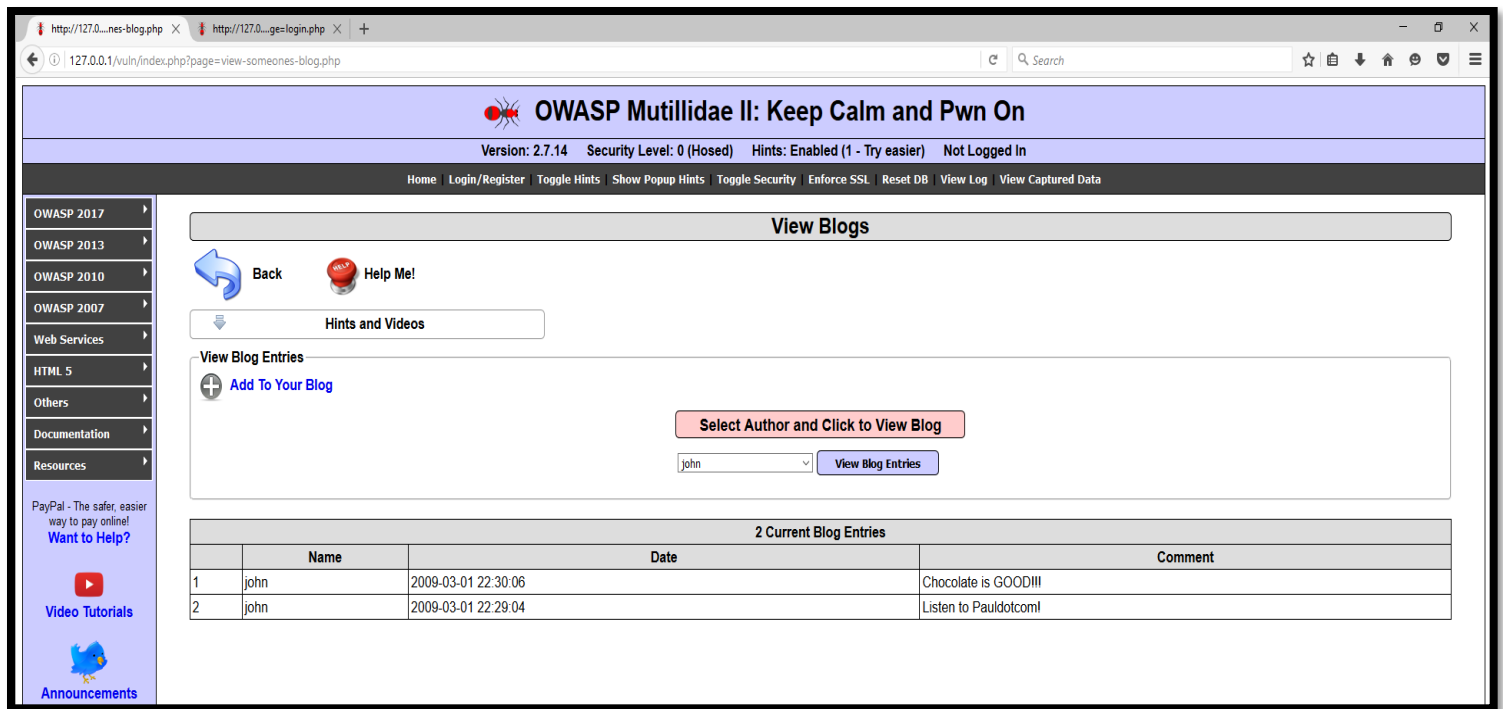 http://127.0....nes-blog.php
http://127.0....ge=login.php
127.0.0.1/vuln/index.php?page=view-someones-blog.php
Search
OWASP Mutillidae II: Keep Calm and Pwn On
Version: 2.7.14 Security Level: 0 (Hosed) Hints: Enabled (1 - Try easier) Not Logged In
Home | Login/Register | Toggle Hints | Show Popup Hints | Toggle Security | Enforce SSL | Reset DB | View Log | View Captured Data
OWASP 2017
OWASP 2013
OWASP 2010
OWASP 2007
Web Services
HTML 5
Others
Documentation
Resources
PayPal - The safer, easier
way to pay online!
Want to Help?
Video Tutorials
Announcements
View Blogs
Back
HELP
Help Me!
Hints and Videos
View Blog Entries
Add To Your Blog
Select Author and Click to View Blog
john
View Blog Entries
2 Current Blog Entries
Name Date Comment
1 john 2009-03-01 22:30:06 Chocolate is GOOD!!!
2 john 2009-03-01 22:29:04 Listen to Pauldotcom!